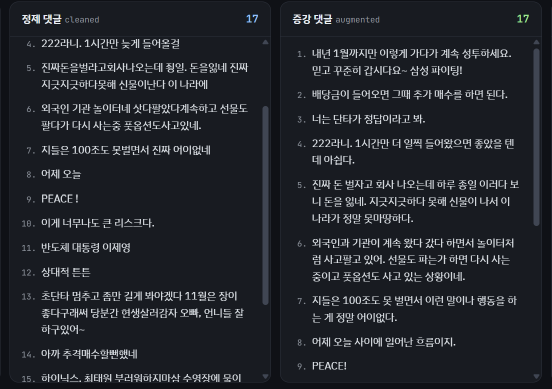 정제 댓글 cleaned 17
4. 222라니. 1시간만 늦게 들어올걸
5. 진짜돈을벌라고회사나오는데 휭일. 돈을잃네 진짜
지긋지긋하다못해 신물이난다 이 나라에
6. 외국인 기관 놀이터네 삿다팔았다계속하고 선물도
팔다가 다시 사는중 풋옵션도사고있네.
7. 지들은 100조도 못벌면서 진짜 어이없네
8. 어제 오늘
9. PEACE !
10. 이게 너무나도 큰 리스크다.
11. 반도체 대통령 이제영
12. 상대적 튼튼
13. 초단타 멈추고 좀만 길게 봐야겠다 11월은 장이
좋다구래써 당분간 현생살러감자 오빠, 언니들 잘
하구있어~
14. 아까 추격매수할뻔했네
15. 하이닉스, 최태원 부러워하지마삼 수영장에 물이
증강 댓글 augmented 17
1. 내년 1월까지만 이렇게 가다가 계속 성투하세요.
믿고 꾸준히 갑시다요~ 삼성 파이팅!
2. 배당금이 들어오면 그때 추가 매수를 하면 된다.
3. 너는 단타가 정답이라고 봐.
4. 222라니. 1시간만 더 일찍 들어왔으면 좋았을 텐
데 아쉽다.
5. 진짜 돈 벌자고 회사 나오는데 하루 종일 이러다 보
니 돈을 잃네. 지긋지긋하다 못해 신물이 나서 이
나라가 정말 못마땅하다.
6. 외국인과 기관이 계속 왔다 갔다 하면서 놀이터처
럼 사고팔고 있어. 선물도 파는가 하면 다시 사는
중이고 풋옵션도 사고 있는 상황이네.
7. 지들은 100조도 못 벌면서 이런 말이나 행동을 하
는 게 정말 어이없다.
8. 어제 오늘 사이에 일어난 흐름이지.
9. PEACE!